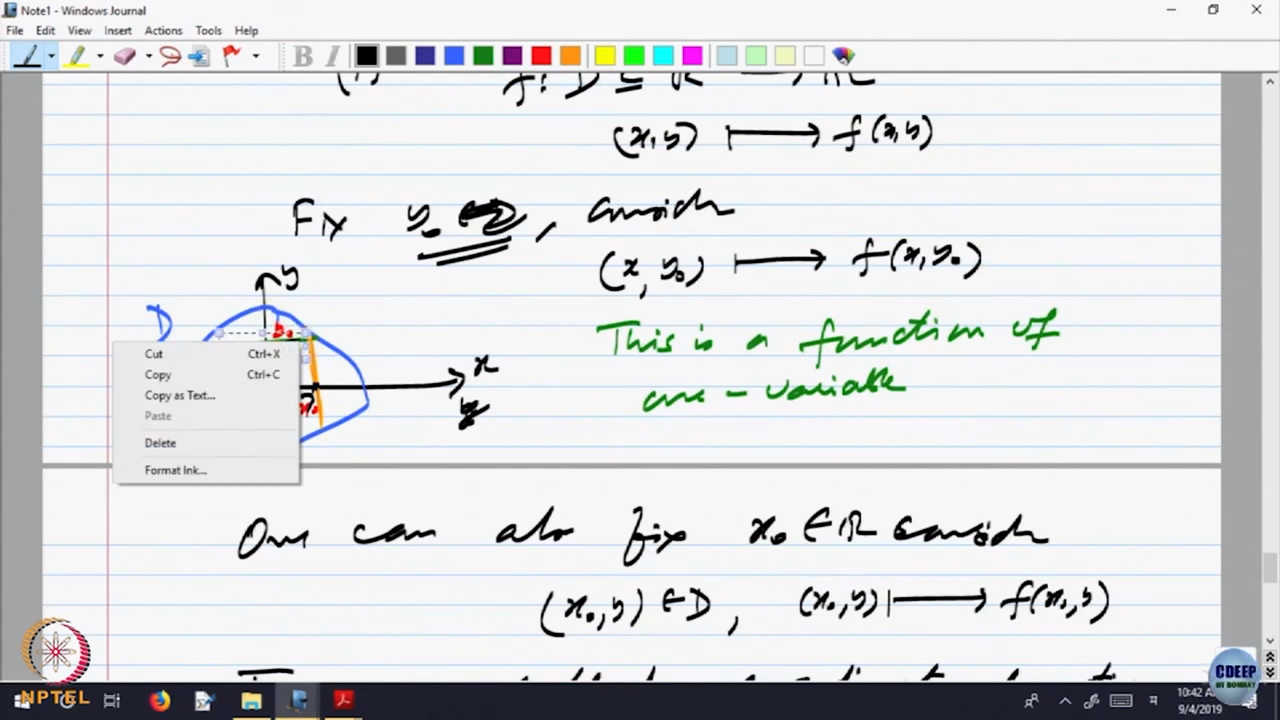 Note1 - Windows Journal
File Edit View Insert Actions Tools Help
f: D ⊆ R → R
(x,y) ⟼ f(x,y)
Fix y₀, consider
(x, y₀) ⟼ f(x, y₀)
y
D
This is a function of
one-variable
x
Cut Ctrl+X
Copy Ctrl+C
Copy as Text...
Paste
Delete
Format Ink...
One can also fix x₀ ∈ R consider
(x₀, y) ∈ D, (x₀, y) ⟼ f(x₀, y)
NPTEL
CDEEP
IIT BOMBAY
10:42
9/4/2019